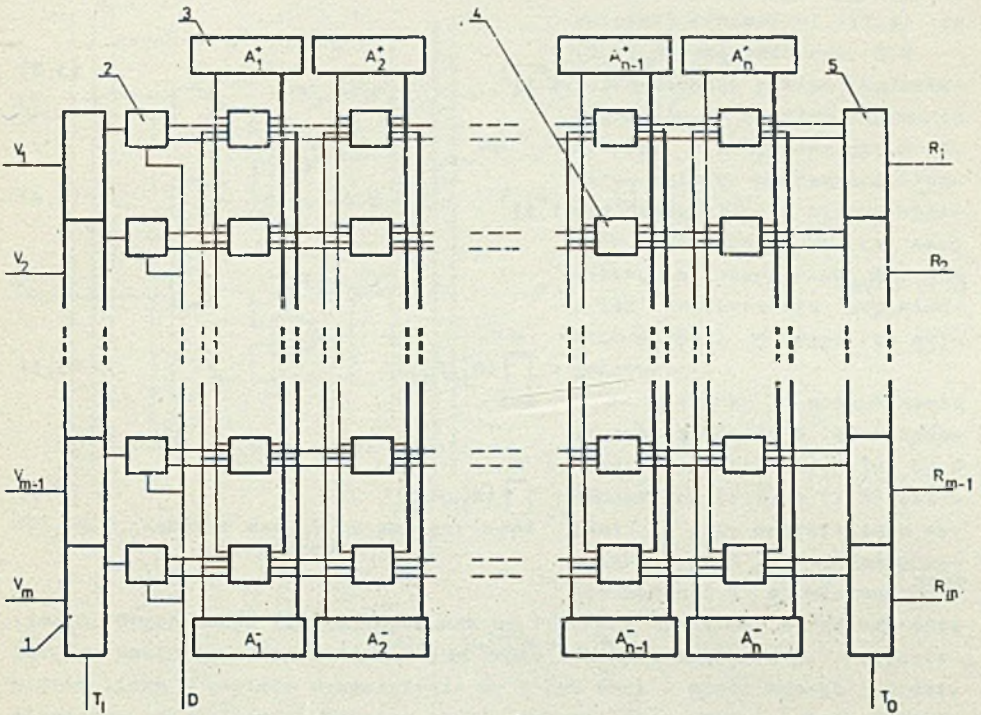 3
4
A₁⁺
A₂⁺
Aₙ₋₁⁺
Aₙ⁺
2
5
V₁
R₁
V₂
R₂
Vₘ₋₁
Rₘ₋₁
Vₘ
Rₘ
1
A₁⁻
A₂⁻
Aₙ₋₁⁻
Aₙ⁻
T₁
D
T₀